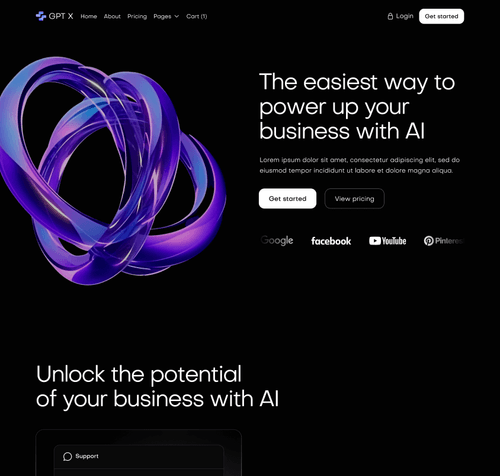 GPT X Home About Pricing Pages Cart (1) Login Get started
The easiest way to
power up your
business with AI
Lorem ipsum dolor sit amet, consectetur adipiscing elit, sed do
eiusmod tempor incididunt ut labore et dolore magna aliqua.
Get started View pricing
Google facebook YouTube Pinteres
Unlock the potential
of your business with AI
Support